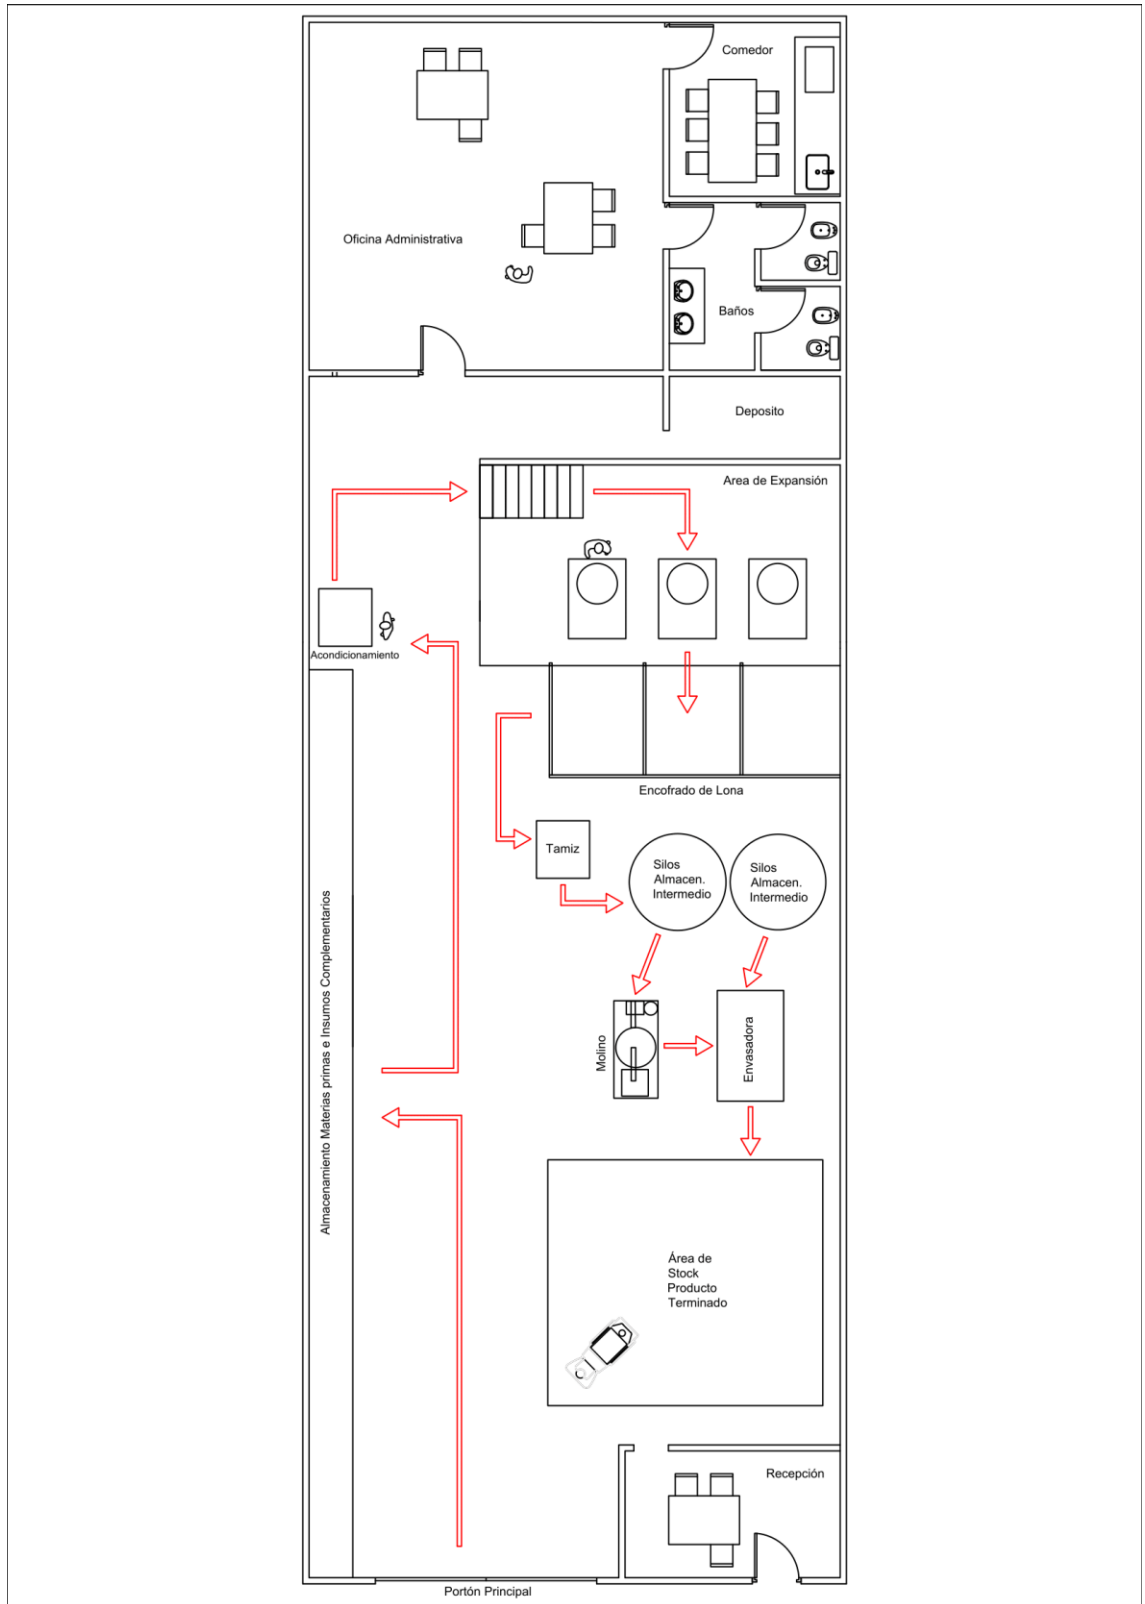 Comedor
Oficina Administrativa
Baños
Deposito
Area de Expansión
Acondicionamiento
Encofrado de Lona
Tamiz
Silos
Almacen.
Intermedio
Silos
Almacen.
Intermedio
Almacenamiento Materias primas e Insumos Complementarios
Molino
Envasadora
Área de
Stock
Producto
Terminado
Recepción
Portón Principal